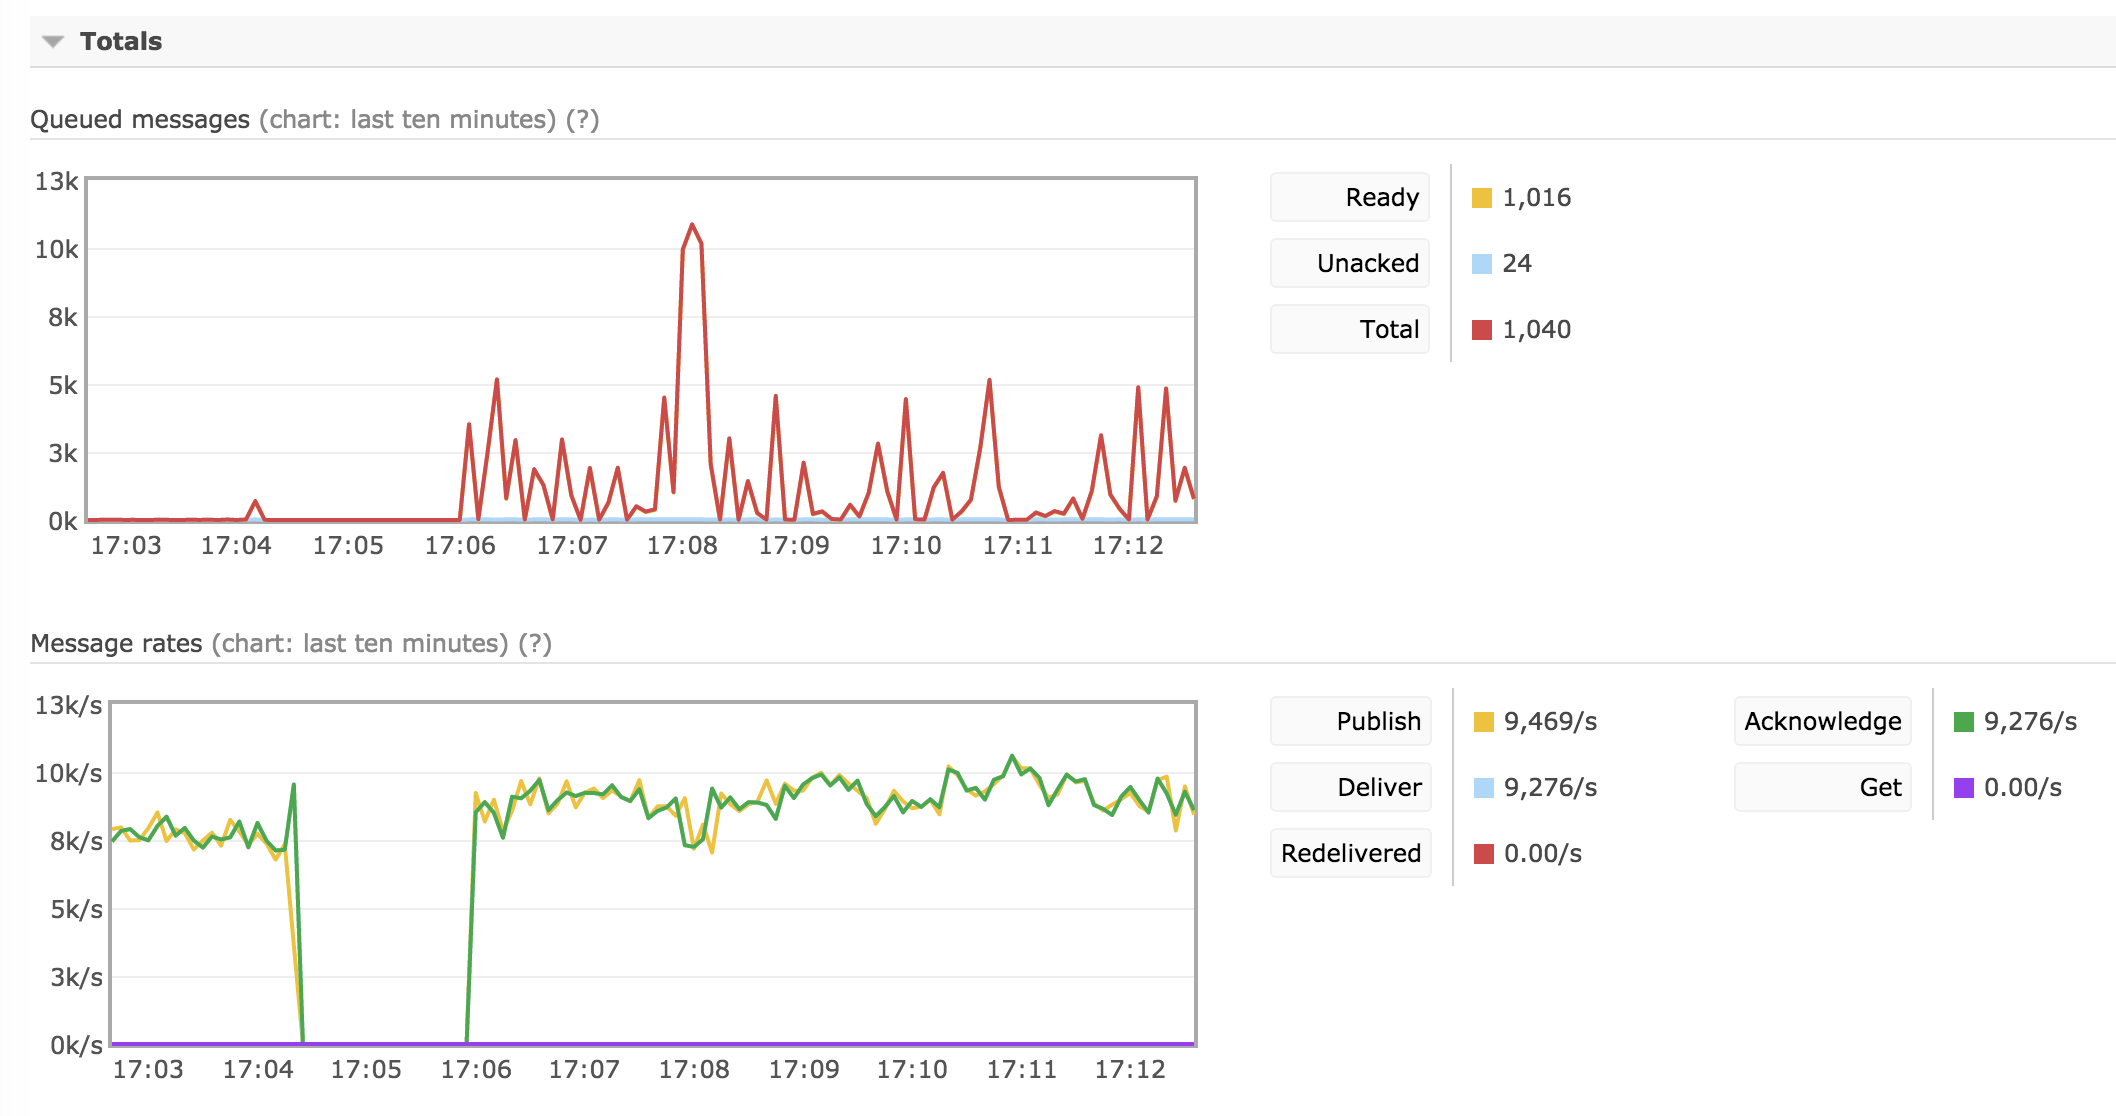 Totals
Queued messages (chart: last ten minutes) (?)
13k
10k
8k
5k
3k
0k
17:03 17:04 17:05 17:06 17:07 17:08 17:09 17:10 17:11 17:12
Ready 1,016
Unacked 24
Total 1,040
Message rates (chart: last ten minutes) (?)
13k/s
10k/s
8k/s
5k/s
3k/s
0k/s
17:03 17:04 17:05 17:06 17:07 17:08 17:09 17:10 17:11 17:12
Publish 9,469/s
Deliver 9,276/s
Redelivered 0.00/s
Acknowledge 9,276/s
Get 0.00/s